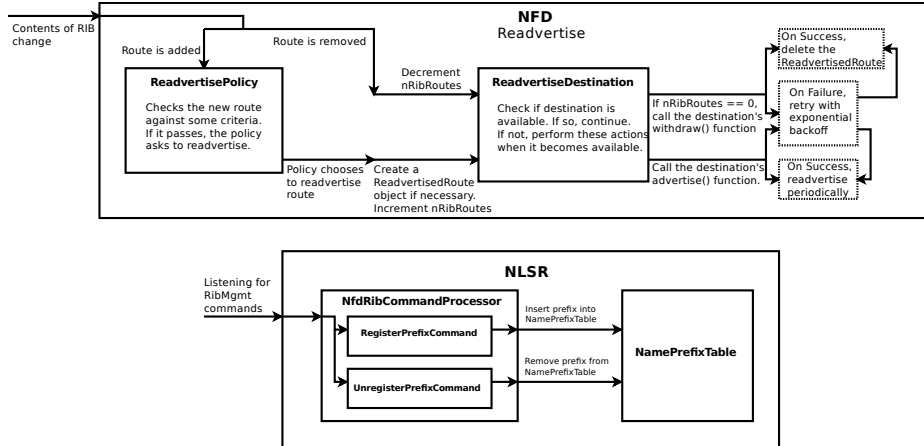 NFD
Readvertise
Contents of RIB
change
Route is added
Route is removed
ReadvertisePolicy
Checks the new route
against some criteria.
If it passes, the policy
asks to readvertise.
Decrement
nRibRoutes
Policy chooses
to readvertise
route
Create a
ReadvertisedRoute
object if necessary.
Increment nRibRoutes
ReadvertiseDestination
Check if destination is
available. If so, continue.
If not, perform these actions
when it becomes available.
If nRibRoutes == 0,
call the destination's
withdraw() function
Call the destination's
advertise() function.
On Success,
delete the
ReadvertisedRoute
On Failure,
retry with
exponential
backoff
On Success,
readvertise
periodically
NLSR
Listening for
RibMgmt
commands
NfdRibCommandProcessor
RegisterPrefixCommand
UnregisterPrefixCommand
Insert prefix into
NamePrefixTable
Remove prefix from
NamePrefixTable
NamePrefixTable